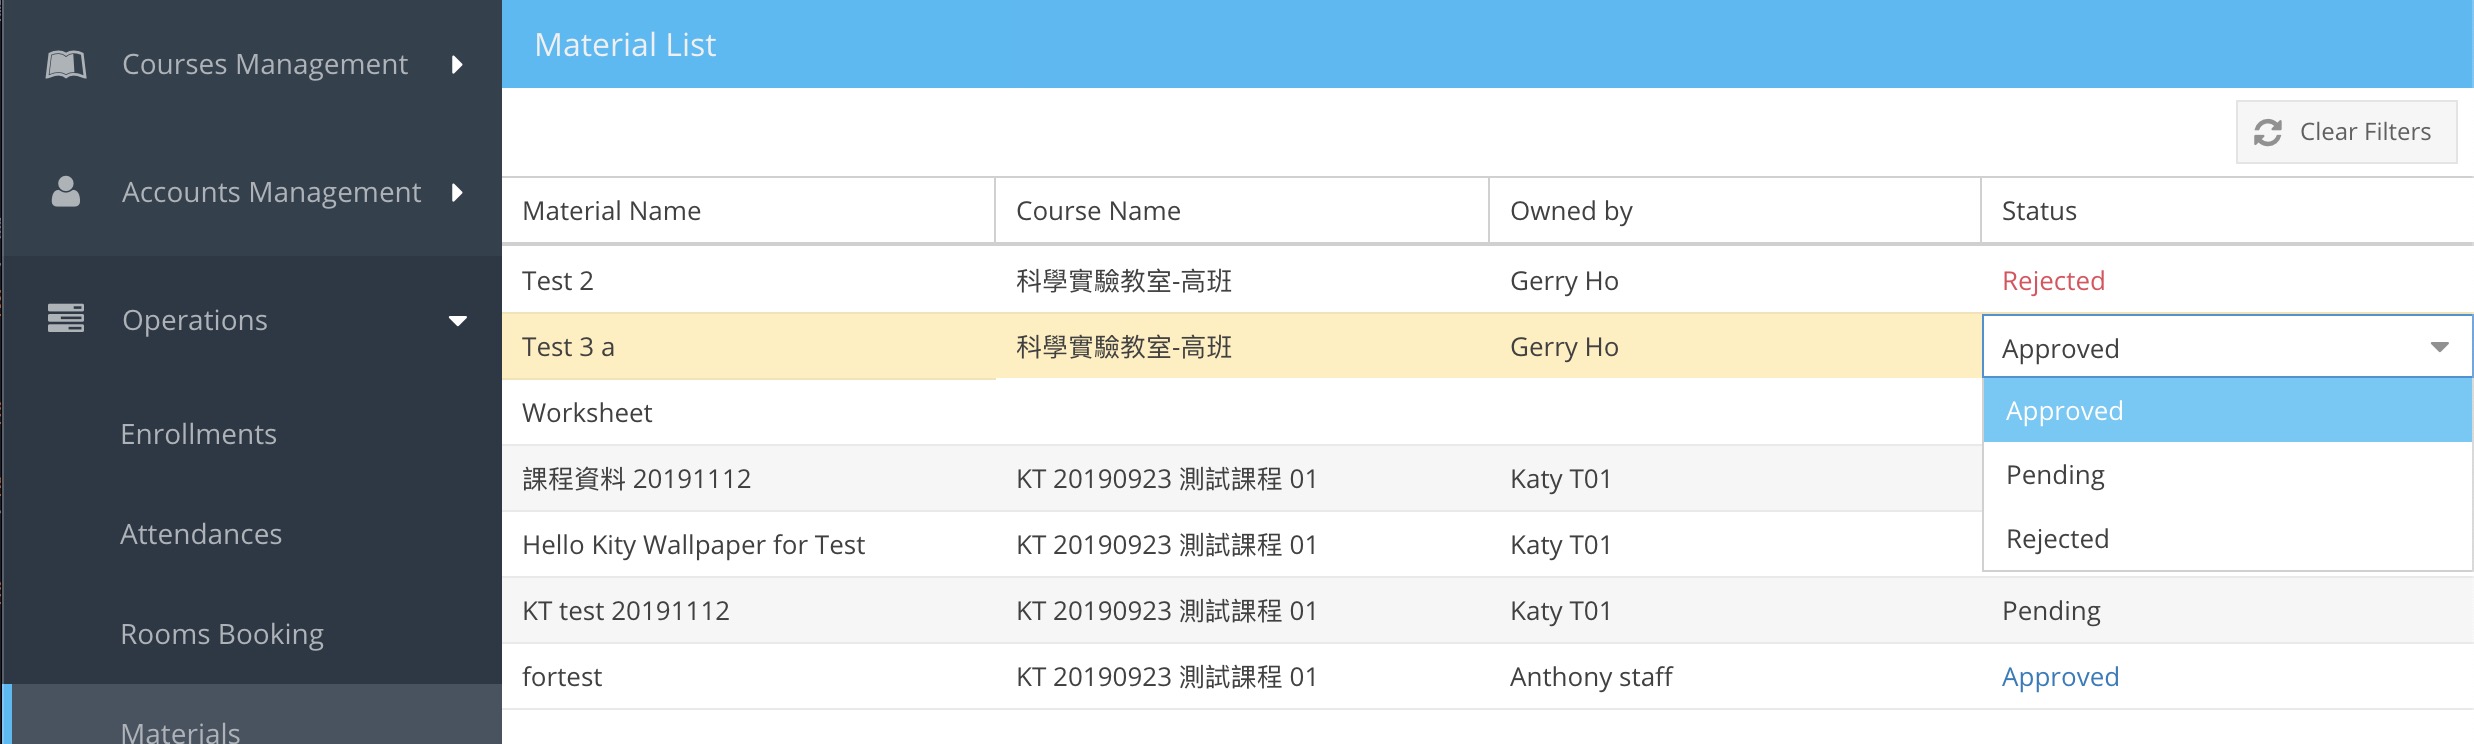 Courses Management
Accounts Management
Operations
Enrollments
Attendances
Rooms Booking
Materials
Material List
Clear Filters
Material Name Course Name Owned by Status
Test 2 科學實驗教室-高班 Gerry Ho Rejected
Test 3 a 科學實驗教室-高班 Gerry Ho Approved
Worksheet Approved
課程資料 20191112 KT 20190923 測試課程 01 Katy T01 Pending
Hello Kity Wallpaper for Test KT 20190923 測試課程 01 Katy T01 Rejected
KT test 20191112 KT 20190923 測試課程 01 Katy T01 Pending
fortest KT 20190923 測試課程 01 Anthony staff Approved